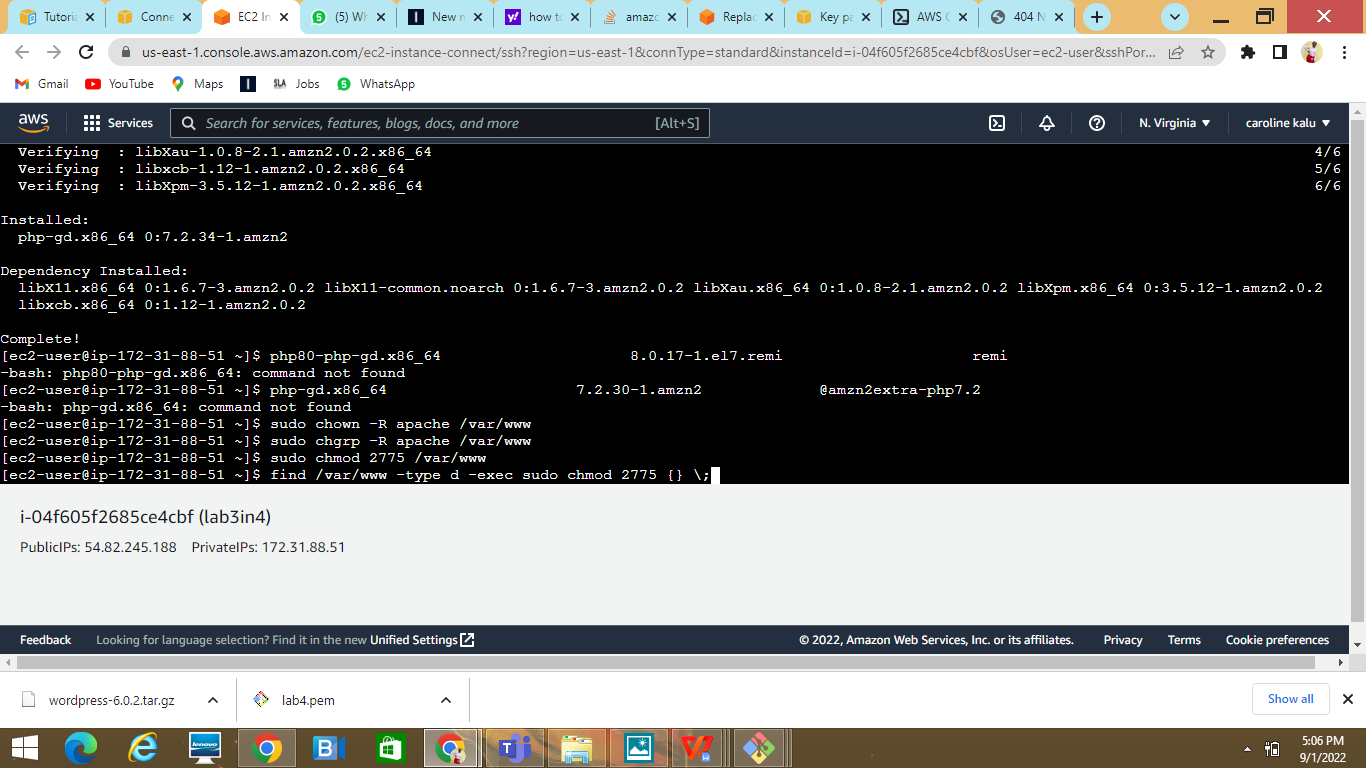 Tutoria
Conne
EC2 In
(5) Wh
New n
how to
amazo
Replac
Key pa
AWS C
404 N
us-east-1.console.aws.amazon.com/ec2-instance-connect/ssh?region=us-east-1&connType=standard&instanceId=i-04f605f2685ce4cbf&osUser=ec2-user&sshPor...
Gmail YouTube Maps SLA Jobs 5 WhatsApp
aws Services Search for services, features, blogs, docs, and more [Alt+S] N. Virginia caroline kalu
Verifying : libXau-1.0.8-2.1.amzn2.0.2.x86_64 4/6
Verifying : libxcb-1.12-1.amzn2.0.2.x86_64 5/6
Verifying : libXpm-3.5.12-1.amzn2.0.2.x86_64 6/6
Installed:
php-gd.x86_64 0:7.2.34-1.amzn2
Dependency Installed:
libX11.x86_64 0:1.6.7-3.amzn2.0.2 libX11-common.noarch 0:1.6.7-3.amzn2.0.2 libXau.x86_64 0:1.0.8-2.1.amzn2.0.2 libXpm.x86_64 0:3.5.12-1.amzn2.0.2
libxcb.x86_64 0:1.12-1.amzn2.0.2
Complete!
[ec2-user@ip-172-31-88-51 ~]$ php80-php-gd.x86_64 8.0.17-1.el7.remi remi
-bash: php80-php-gd.x86_64: command not found
[ec2-user@ip-172-31-88-51 ~]$ php-gd.x86_64 7.2.30-1.amzn2 @amzn2extra-php7.2
-bash: php-gd.x86_64: command not found
[ec2-user@ip-172-31-88-51 ~]$ sudo chown -R apache /var/www
[ec2-user@ip-172-31-88-51 ~]$ sudo chgrp -R apache /var/www
[ec2-user@ip-172-31-88-51 ~]$ sudo chmod 2775 /var/www
[ec2-user@ip-172-31-88-51 ~]$ find /var/www -type d -exec sudo chmod 2775 {} \;
i-04f605f2685ce4cbf (lab3in4)
PublicIPs: 54.82.245.188 PrivateIPs: 172.31.88.51
Feedback Looking for language selection? Find it in the new Unified Settings © 2022, Amazon Web Services, Inc. or its affiliates. Privacy Terms Cookie preferences
wordpress-6.0.2.tar.gz lab4.pem Show all
lenovo
5:06 PM
9/1/2022